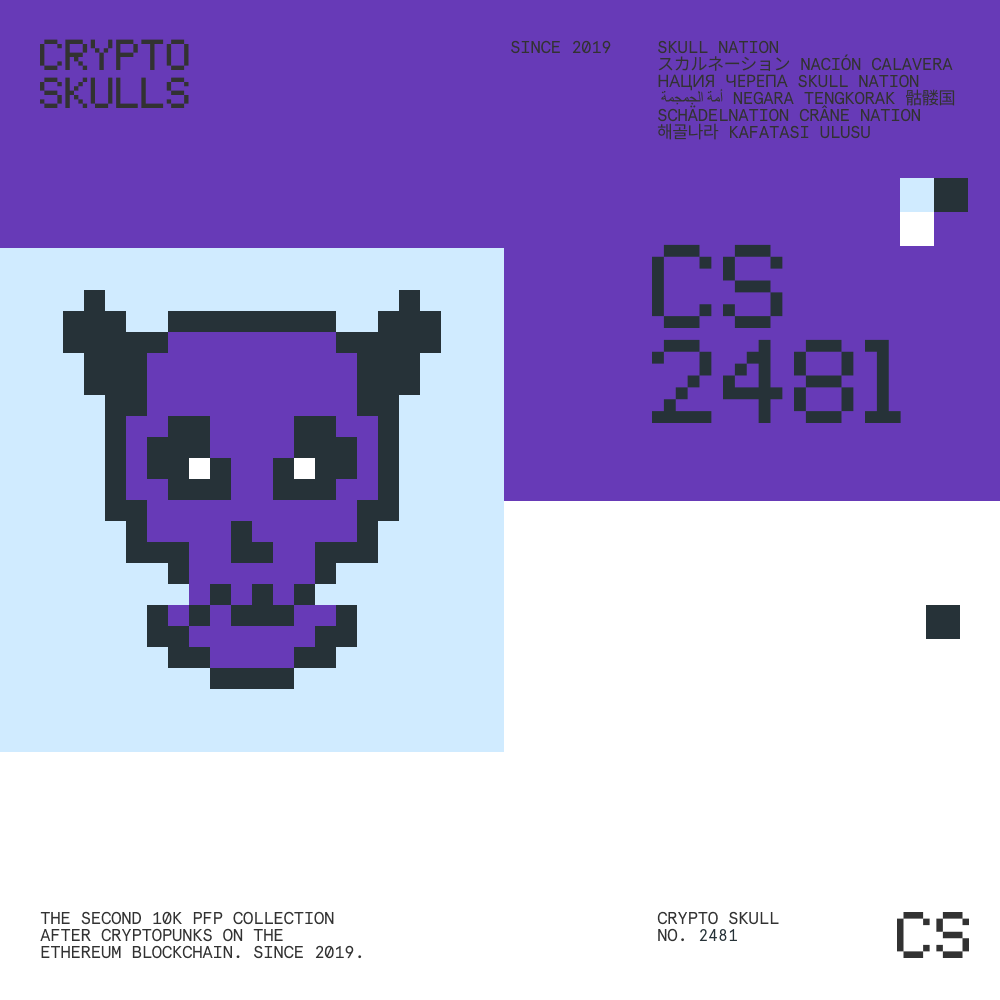 CRYPTO
SKULLS
SINCE 2019
SKULL NATION
スカルネーション NACIÓN CALAVERA
НАЦИЯ ЧЕРЕПА SKULL NATION
أمة الجمجمة NEGARA TENGKORAK 骷髅国
SCHÄDELNATION CRÂNE NATION
해골나라 KAFATASI ULUSU
CS
2481
THE SECOND 10K PFP COLLECTION
AFTER CRYPTOPUNKS ON THE
ETHEREUM BLOCKCHAIN. SINCE 2019.
CRYPTO SKULL
NO. 2481
CS